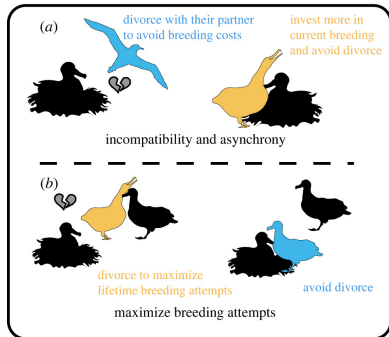 (a)
divorce with their partner
to avoid breeding costs
invest more in
current breeding
and avoid divorce
incompatibility and asynchrony
(b)
divorce to maximize
lifetime breeding attempts
avoid divorce
maximize breeding attempts